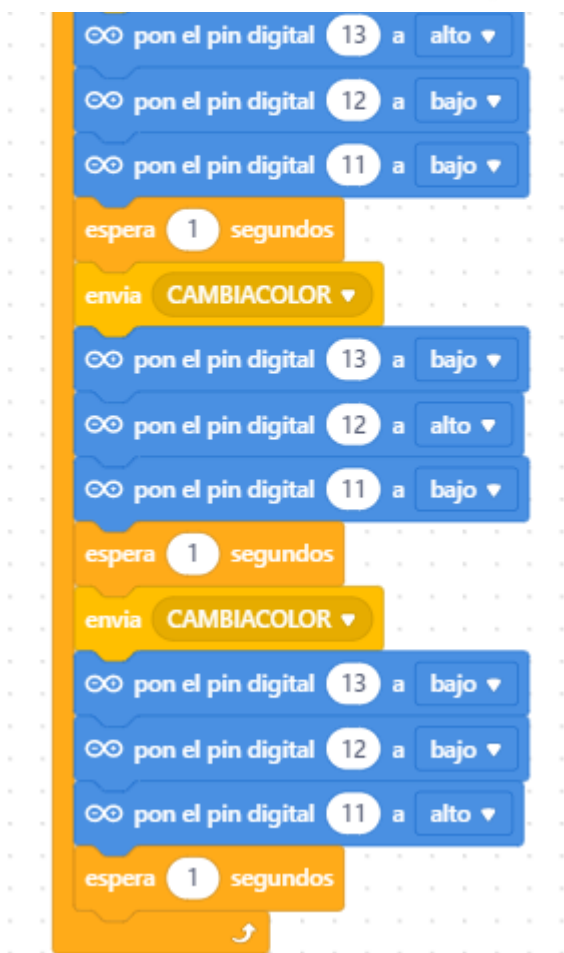 pon el pin digital 13 a alto
pon el pin digital 12 a bajo
pon el pin digital 11 a bajo
espera 1 segundos
envia CAMBIACOLOR
pon el pin digital 13 a bajo
pon el pin digital 12 a alto
pon el pin digital 11 a bajo
espera 1 segundos
envia CAMBIACOLOR
pon el pin digital 13 a bajo
pon el pin digital 12 a bajo
pon el pin digital 11 a alto
espera 1 segundos